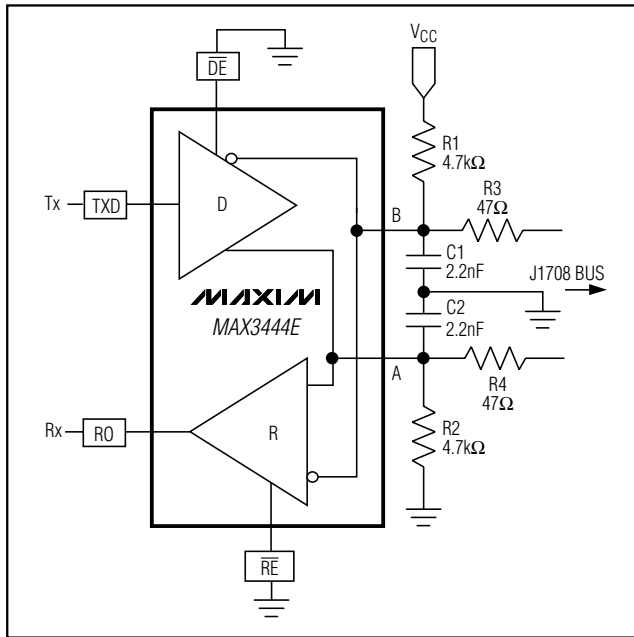 VCC
DE
R1
4.7kΩ
R3
47Ω
Tx
TXD
D
B
C1
2.2nF
J1708 BUS
MAXIM
MAX3444E
C2
2.2nF
A
R4
47Ω
Rx
RO
R
R2
4.7kΩ
RE